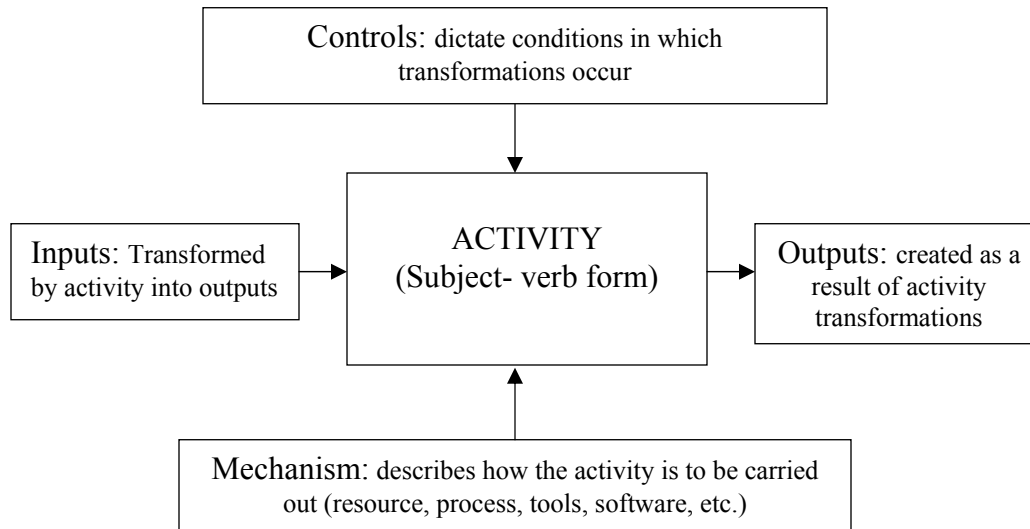 Controls: dictate conditions in which
transformations occur
Inputs: Transformed
by activity into outputs
ACTIVITY
(Subject- verb form)
Outputs: created as a
result of activity
transformations
Mechanism: describes how the activity is to be carried
out (resource, process, tools, software, etc.)